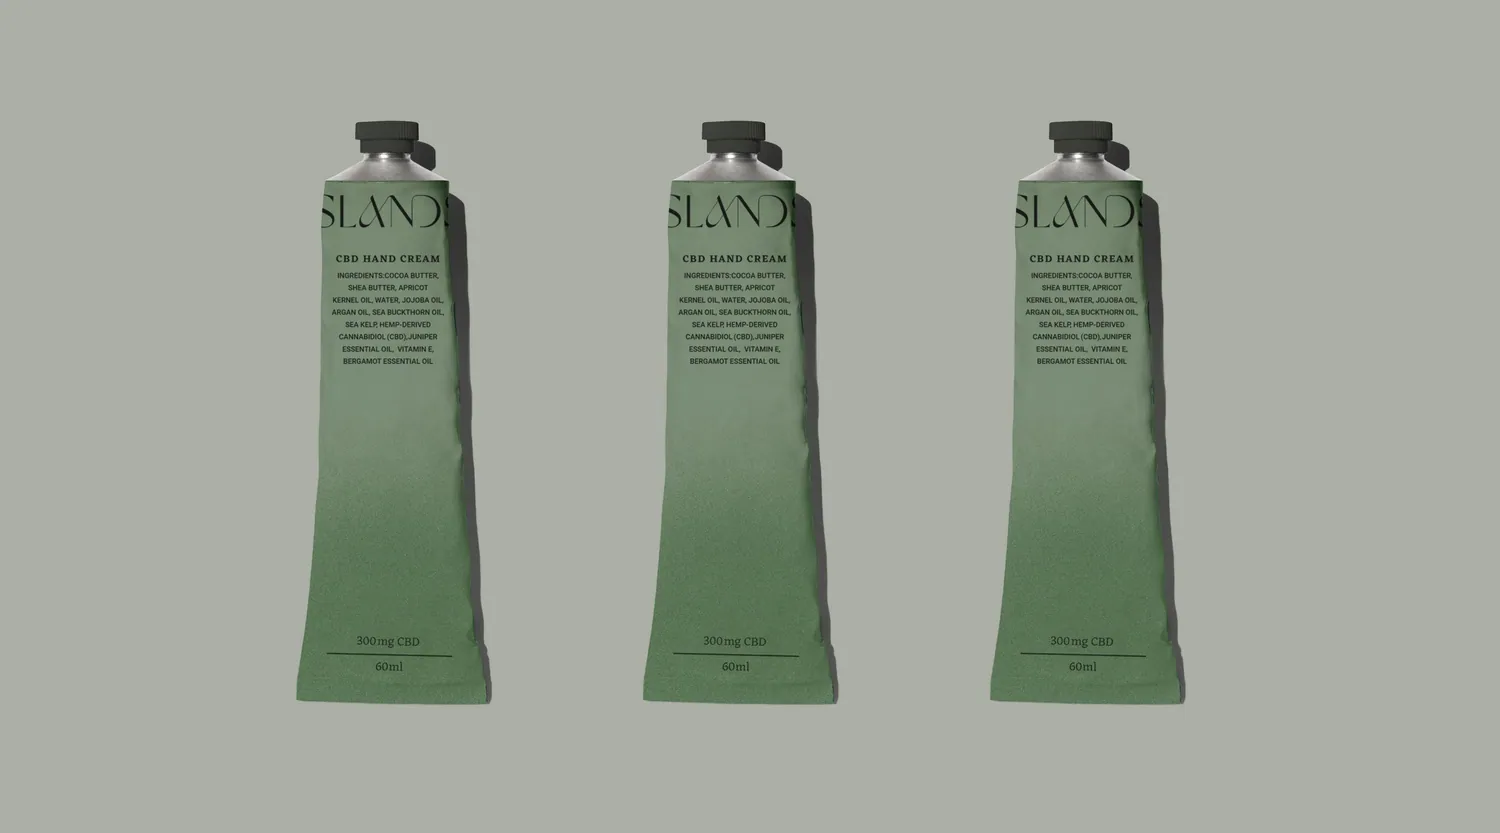 SLANDS
CBD HAND CREAM
INGREDIENTS:COCOA BUTTER,
SHEA BUTTER, APRICOT
KERNEL OIL, WATER, JOJOBA OIL,
ARGAN OIL, SEA BUCKTHORN OIL,
SEA KELP, HEMP-DERIVED
CANNABIDIOL (CBD),JUNIPER
ESSENTIAL OIL, VITAMIN E,
BERGAMOT ESSENTIAL OIL
300mg CBD
60ml
SLANDS
CBD HAND CREAM
INGREDIENTS:COCOA BUTTER,
SHEA BUTTER, APRICOT
KERNEL OIL, WATER, JOJOBA OIL,
ARGAN OIL, SEA BUCKTHORN OIL,
SEA KELP, HEMP-DERIVED
CANNABIDIOL (CBD),JUNIPER
ESSENTIAL OIL, VITAMIN E,
BERGAMOT ESSENTIAL OIL
300mg CBD
60ml
SLANDS
CBD HAND CREAM
INGREDIENTS:COCOA BUTTER,
SHEA BUTTER, APRICOT
KERNEL OIL, WATER, JOJOBA OIL,
ARGAN OIL, SEA BUCKTHORN OIL,
SEA KELP, HEMP-DERIVED
CANNABIDIOL (CBD),JUNIPER
ESSENTIAL OIL, VITAMIN E,
BERGAMOT ESSENTIAL OIL
300mg CBD
60ml